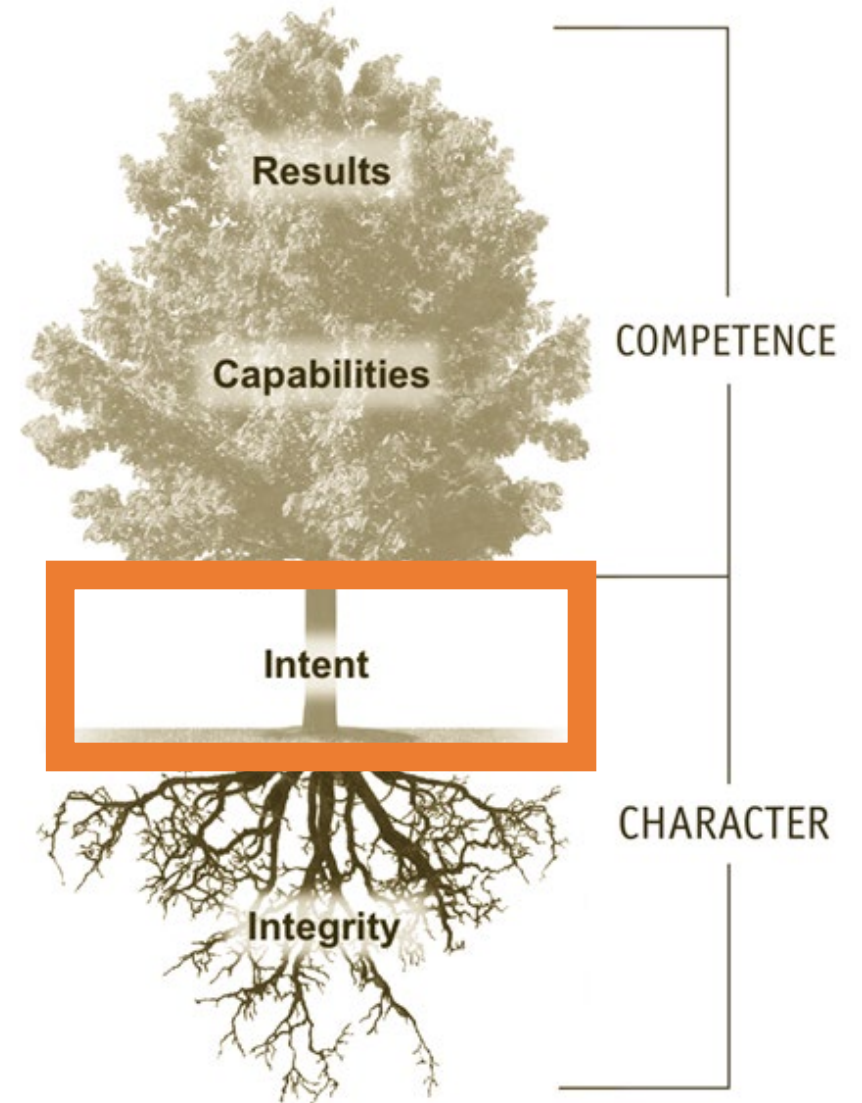 Results
COMPETENCE
Capabilities
Intent
CHARACTER
Integrity